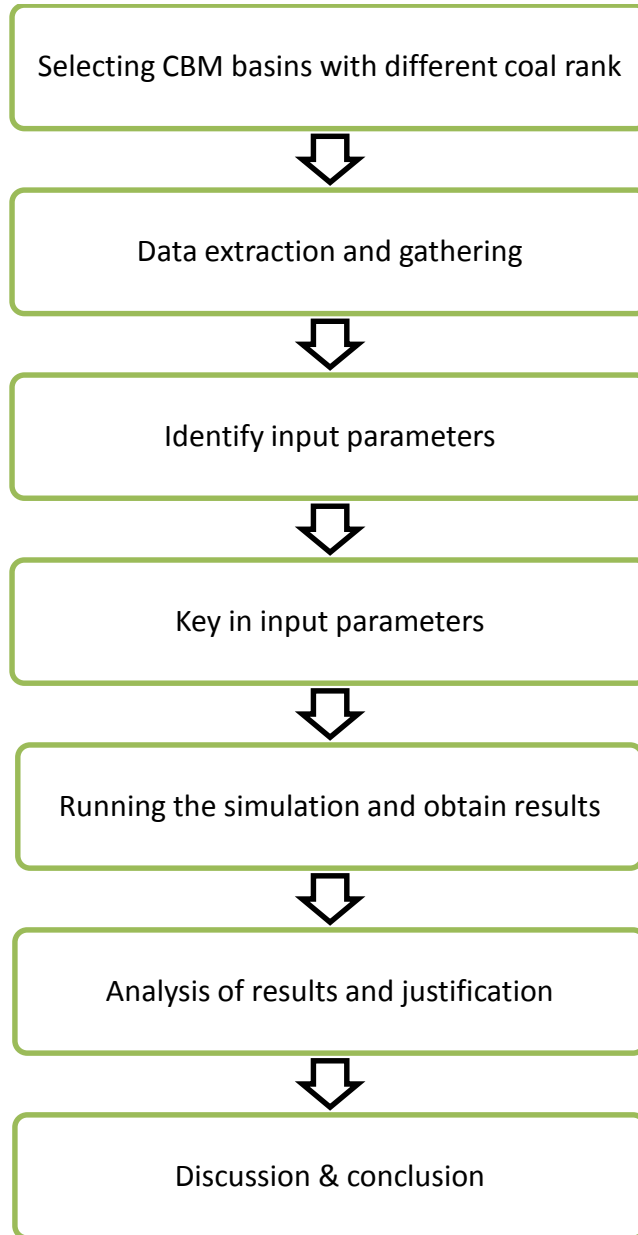 Selecting CBM basins with different coal rank
Data extraction and gathering
Identify input parameters
Key in input parameters
Running the simulation and obtain results
Analysis of results and justification
Discussion & conclusion